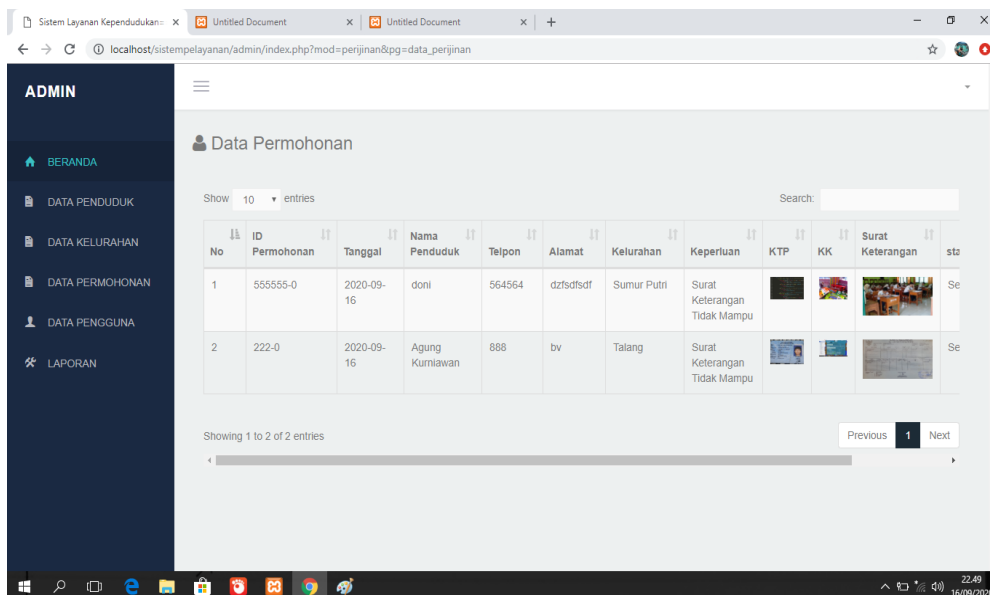 Sistem Layanan Kependudukan
Untitled Document
Untitled Document
localhost/sistempelayanan/admin/index.php?mod=perijinan&pg=data_perijinan
ADMIN
BERANDA
DATA PENDUDUK
DATA KELURAHAN
DATA PERMOHONAN
DATA PENGGUNA
LAPORAN
Data Permohonan
Show 10 entries
Search:
No ID Permohonan Tanggal Nama Penduduk Telpon Alamat Kelurahan Keperluan KTP KK Surat Keterangan sta
1 555555-0 2020-09-16 doni 564564 dzfsdfsdf Sumur Putri Surat Keterangan Tidak Mampu Se
2 222-0 2020-09-16 Agung Kurniawan 888 bv Talang Surat Keterangan Tidak Mampu Se
Showing 1 to 2 of 2 entries
Previous 1 Next
22.49
16/09/202